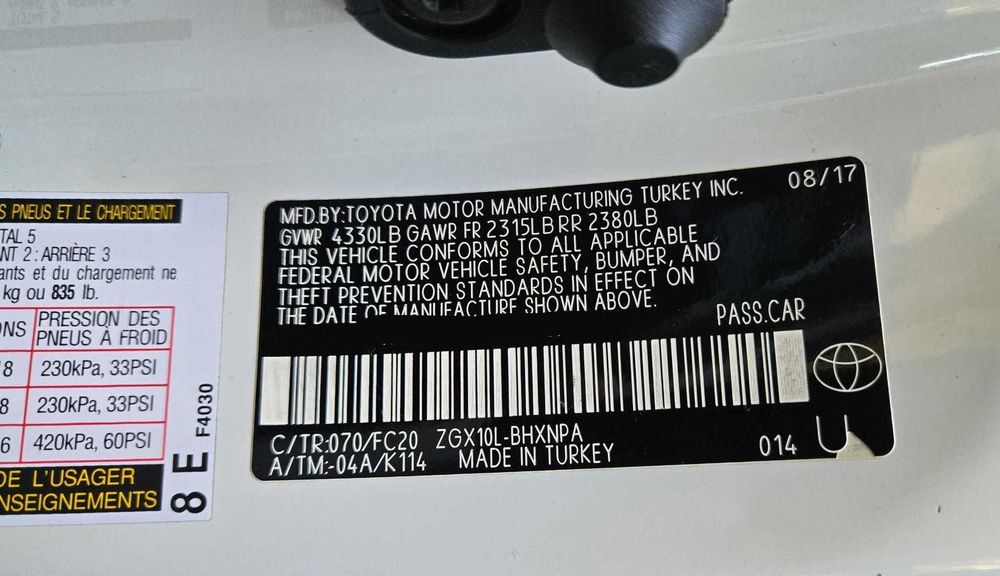 S PNEUS ET LE CHARGEMENT
TAL 5
NT 2 : ARRIÈRE 3
ants et du chargement ne
kg ou 835 lb.
ONS
PRESSION DES
PNEUS À FROID
8 230kPa, 33PSI
8 230kPa, 33PSI
6 420kPa, 60PSI
DE L'USAGER
NSEIGNEMENTS
8 E F4030
MFD.BY:TOYOTA MOTOR MANUFACTURING TURKEY INC. 08/17
GVWR 4330LB GAWR FR 2315LB RR 2380LB
THIS VEHICLE CONFORMS TO ALL APPLICABLE
FEDERAL MOTOR VEHICLE SAFETY, BUMPER, AND
THEFT PREVENTION STANDARDS IN EFFECT ON
THE DATE OF MANUFACTURE SHOWN ABOVE.
PASS.CAR
C/TR:070/FC20 ZGX10L-BHXNPA
A/TM:-04A/K114 MADE IN TURKEY 014 U